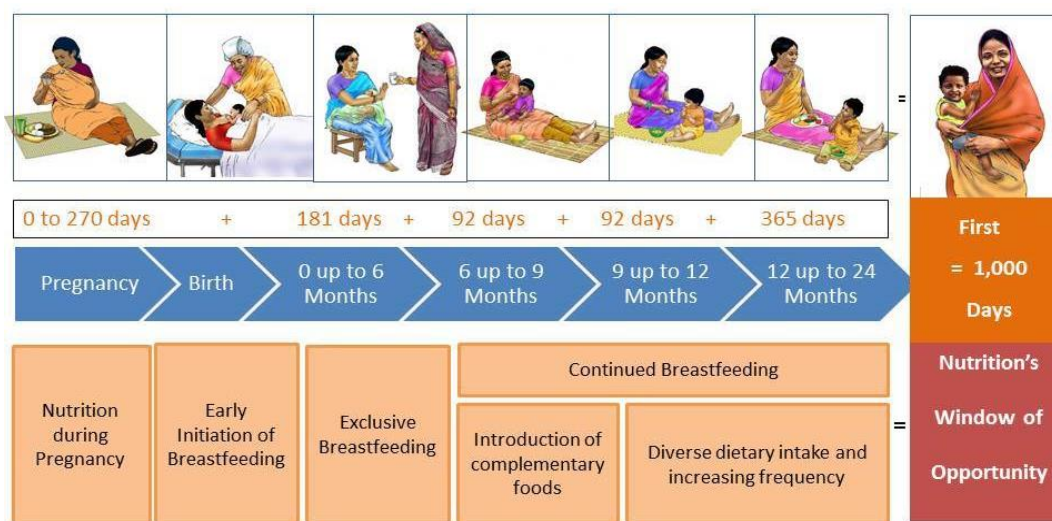 =
0 to 270 days + 181 days + 92 days + 92 days + 365 days
First
= 1,000
Days
Pregnancy
Birth
0 up to 6
Months
6 up to 9
Months
9 up to 12
Months
12 up to 24
Months
Nutrition
during
Pregnancy
Early
Initiation of
Breastfeeding
Exclusive
Breastfeeding
Continued Breastfeeding
Introduction of
complementary
foods
Diverse dietary intake and
increasing frequency
=
Nutrition's
Window of
Opportunity